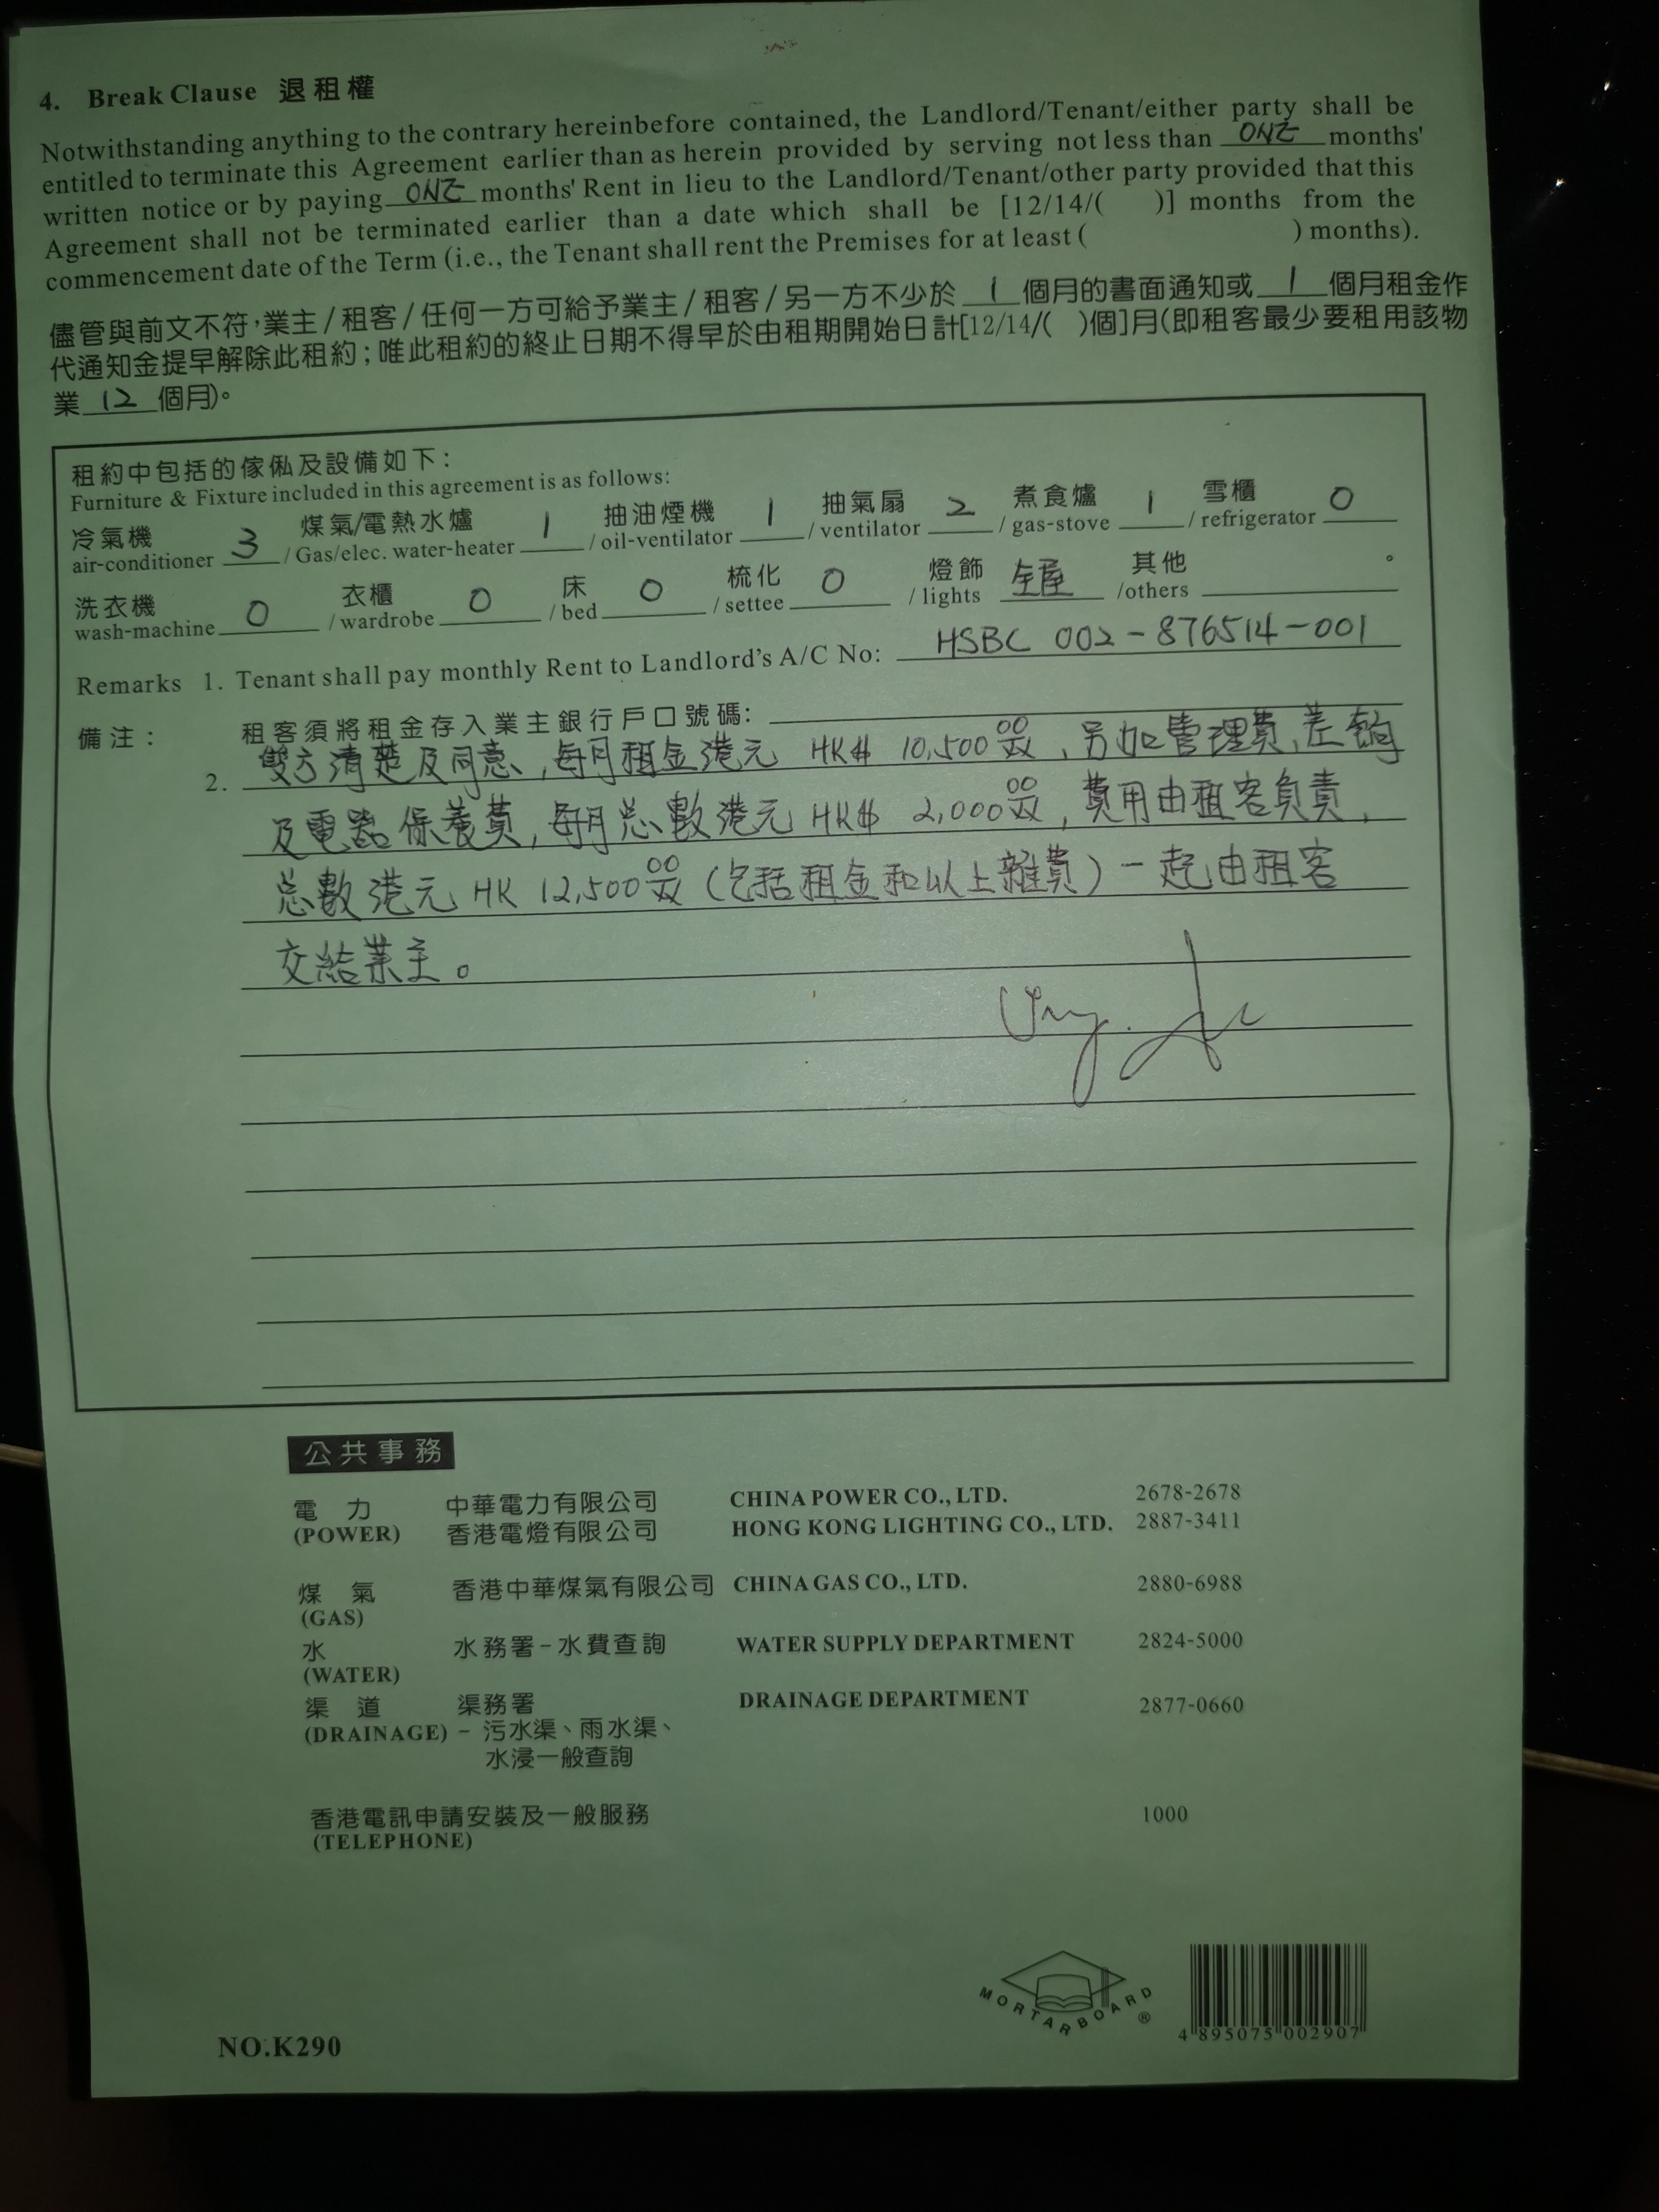 4. Break Clause 退租權
Notwithstanding anything to the contrary hereinbefore contained, the Landlord/Tenant/either party shall be
entitled to terminate this Agreement earlier than as herein provided by serving not less than ONE months'
written notice or by paying ONE months' Rent in lieu to the Landlord/Tenant/other party provided that this
Agreement shall not be terminated earlier than a date which shall be [12/14/( )] months from the
commencement date of the Term (i.e., the Tenant shall rent the Premises for at least ( ) months).
儘管與前文不符，業主/租客/任何一方可給予業主/租客/另一方不少於 1 個月的書面通知或 1 個月租金作
代通知金提早解除此租約；唯此租約的終止日期不得早於由租期開始日計[12/14/( )個]月(即租客最少要租用該物
業 12 個月)。
租約中包括的傢俬及設備如下：
Furniture & Fixture included in this agreement is as follows:
冷氣機 煤氣/電熱水爐 抽油煙機 抽氣扇 煮食爐 雪櫃
air-conditioner 3 / Gas/elec. water-heater 1 / oil-ventilator 1 / ventilator 2 / gas-stove 1 / refrigerator 0
洗衣機 衣櫃 床 梳化 燈飾 其他 。
wash-machine 0 / wardrobe 0 / bed 0 / settee 0 / lights 全屋 /others
Remarks 1. Tenant shall pay monthly Rent to Landlord's A/C No: HSBC 002-876514-001
備注： 租客須將租金存入業主銀行戶口號碼:
2. 雙方清楚及同意，每月租金港元 HK$ 10,500 00/xx，另加管理費，差餉
及電器保養費，每月总數港元 HK$ 2,000 00/xx，費用由租客負責，
总數港元 HK 12,500 00/xx (包括租金和以上雜費) 一起由租客
交給業主。
公共事務
電力 中華電力有限公司 CHINA POWER CO., LTD. 2678-2678
(POWER) 香港電燈有限公司 HONG KONG LIGHTING CO., LTD. 2887-3411
煤氣 香港中華煤氣有限公司 CHINA GAS CO., LTD. 2880-6988
(GAS)
水 水務署－水費查詢 WATER SUPPLY DEPARTMENT 2824-5000
(WATER)
渠道 渠務署 DRAINAGE DEPARTMENT 2877-0660
(DRAINAGE) － 污水渠、雨水渠、
水浸一般查詢
香港電訊申請安裝及一般服務 1000
(TELEPHONE)
MORTARBOARD ®
4 895075 002907
NO.K290